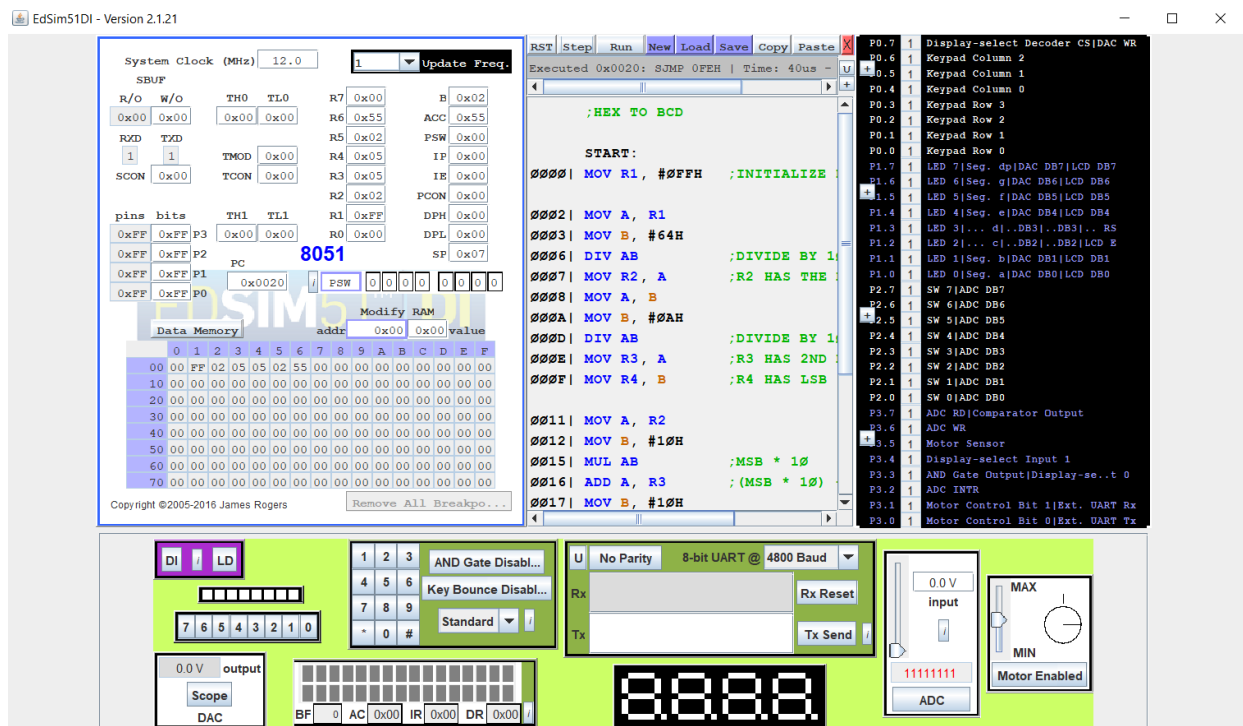 EdSim51DI - Version 2.1.21
System Clock (MHz) 12.0 1 Update Freq.
SBUF
R/O W/O TH0 TL0 R7 0x00 B 0x02
0x00 0x00 0x00 0x00 R6 0x55 ACC 0x55
RXD TXD R5 0x02 PSW 0x00
1 1 TMOD 0x00 R4 0x05 IP 0x00
SCON 0x00 TCON 0x00 R3 0x05 IE 0x00
R2 0x02 PCON 0x00
pins bits TH1 TL1 R1 0xFF DPH 0x00
0xFF 0xFF P3 0x00 0x00 R0 0x00 DPL 0x00
0xFF 0xFF P2 8051 SP 0x07
PC
0xFF 0xFF P1 0x0020 i PSW 0 0 0 0 0 0 0 0
0xFF 0xFF P0
EDSIM51DI
Modify RAM
Data Memory addr 0x00 0x00 value
0 1 2 3 4 5 6 7 8 9 A B C D E F
00 00 FF 02 05 05 02 55 00 00 00 00 00 00 00 00 00
10 00 00 00 00 00 00 00 00 00 00 00 00 00 00 00 00
20 00 00 00 00 00 00 00 00 00 00 00 00 00 00 00 00
30 00 00 00 00 00 00 00 00 00 00 00 00 00 00 00 00
40 00 00 00 00 00 00 00 00 00 00 00 00 00 00 00 00
50 00 00 00 00 00 00 00 00 00 00 00 00 00 00 00 00
60 00 00 00 00 00 00 00 00 00 00 00 00 00 00 00 00
70 00 00 00 00 00 00 00 00 00 00 00 00 00 00 00 00
Copyright ©2005-2016 James Rogers Remove All Breakpo...
RST Step Run New Load Save Copy Paste X
Executed 0x0020: SJMP 0FEH | Time: 40us - U
;HEX TO BCD
START:
0000| MOV R1, #0FFH ;INITIALIZE
0002| MOV A, R1
0003| MOV B, #64H
0006| DIV AB ;DIVIDE BY
0007| MOV R2, A ;R2 HAS THE
0008| MOV A, B
000A| MOV B, #0AH
000D| DIV AB ;DIVIDE BY
000E| MOV R3, A ;R3 HAS 2ND
000F| MOV R4, B ;R4 HAS LSB
0011| MOV A, R2
0012| MOV B, #10H
0015| MUL AB ;MSB * 10
0016| ADD A, R3 ;(MSB * 10)
0017| MOV B, #10H
P0.7 1 Display-select Decoder CS|DAC WR
P0.6 1 Keypad Column 2
0.5 1 Keypad Column 1
P0.4 1 Keypad Column 0
P0.3 1 Keypad Row 3
P0.2 1 Keypad Row 2
P0.1 1 Keypad Row 1
P0.0 1 Keypad Row 0
P1.7 1 LED 7|Seg. dp|DAC DB7|LCD DB7
P1.6 1 LED 6|Seg. g|DAC DB6|LCD DB6
1.5 1 LED 5|Seg. f|DAC DB5|LCD DB5
P1.4 1 LED 4|Seg. e|DAC DB4|LCD DB4
P1.3 1 LED 3|... d|..DB3|..DB3|.. RS
P1.2 1 LED 2|... c|..DB2|..DB2|LCD E
P1.1 1 LED 1|Seg. b|DAC DB1|LCD DB1
P1.0 1 LED 0|Seg. a|DAC DB0|LCD DB0
P2.7 1 SW 7|ADC DB7
P2.6 1 SW 6|ADC DB6
2.5 1 SW 5|ADC DB5
P2.4 1 SW 4|ADC DB4
P2.3 1 SW 3|ADC DB3
P2.2 1 SW 2|ADC DB2
P2.1 1 SW 1|ADC DB1
P2.0 1 SW 0|ADC DB0
P3.7 1 ADC RD|Comparator Output
P3.6 1 ADC WR
3.5 1 Motor Sensor
P3.4 1 Display-select Input 1
P3.3 1 AND Gate Output|Display-se..t 0
P3.2 1 ADC INTR
P3.1 1 Motor Control Bit 1|Ext. UART Rx
P3.0 1 Motor Control Bit 0|Ext. UART Tx
DI i LD
7 6 5 4 3 2 1 0
0.0 V output
Scope
DAC
1 2 3 AND Gate Disabl...
4 5 6 Key Bounce Disabl...
7 8 9 Standard i
* 0 #
BF 0 AC 0x00 IR 0x00 DR 0x00 i
U No Parity 8-bit UART @ 4800 Baud
Rx Rx Reset
Tx Tx Send i
8.8.8.8.
0.0 V
input
i
11111111
ADC
MAX
MIN
Motor Enabled